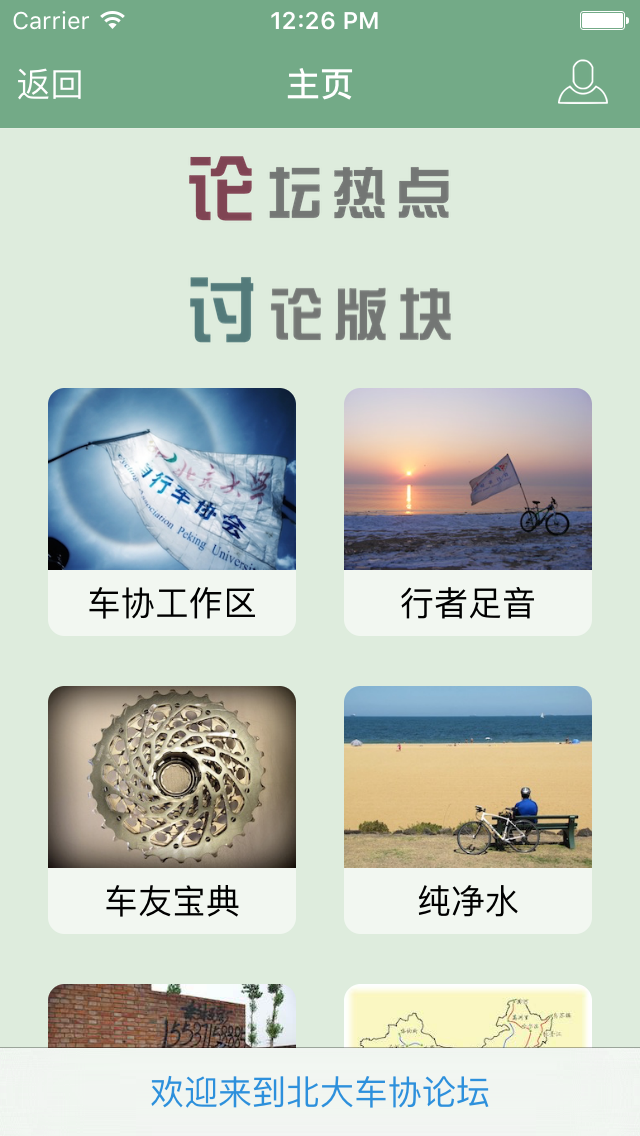 Carrier 12:26 PM
返回 主页
论坛热点
讨论版块
北京大学
自行车协会
Cycling Association Peking University
车协工作区 行者足音
车友宝典 纯净水
欢迎来到北大车协论坛